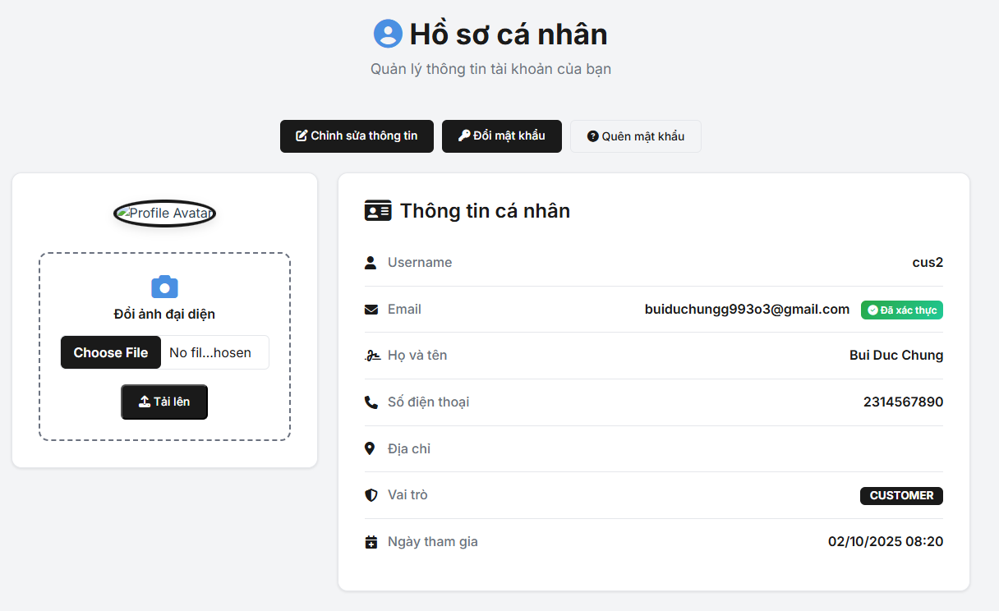 Hồ sơ cá nhân
Quản lý thông tin tài khoản của bạn
Chỉnh sửa thông tin
Đổi mật khẩu
Quên mật khẩu
Profile Avatar
Đổi ảnh đại diện
Choose File No fil...hosen
Tải lên
Thông tin cá nhân
Username cus2
Email buiduchungg993o3@gmail.com Đã xác thực
Họ và tên Bui Duc Chung
Số điện thoại 2314567890
Địa chỉ
Vai trò CUSTOMER
Ngày tham gia 02/10/2025 08:20